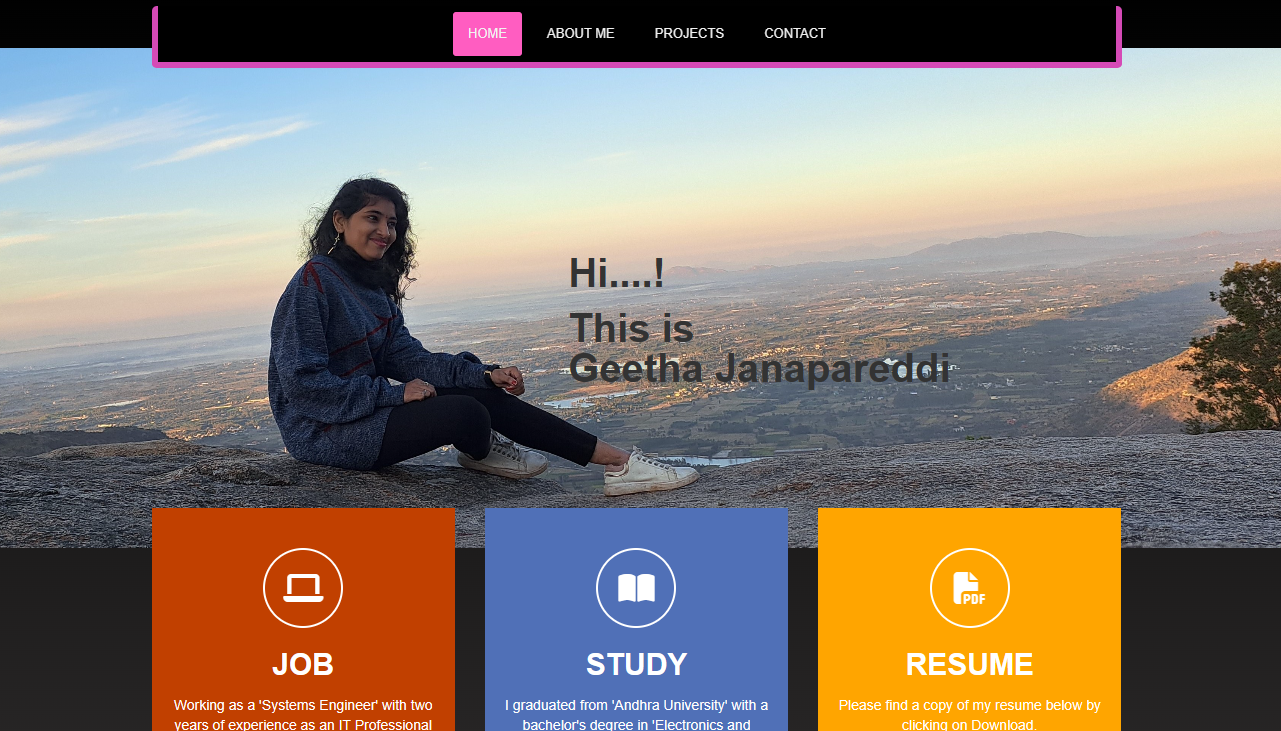 HOME ABOUT ME PROJECTS CONTACT
Hi....!
This is
Geetha Janapareddi
JOB
Working as a 'Systems Engineer' with two
years of experience as an IT Professional
STUDY
I graduated from 'Andhra University' with a
bachelor's degree in 'Electronics and
RESUME
Please find a copy of my resume below by
clicking on Download.
PDF